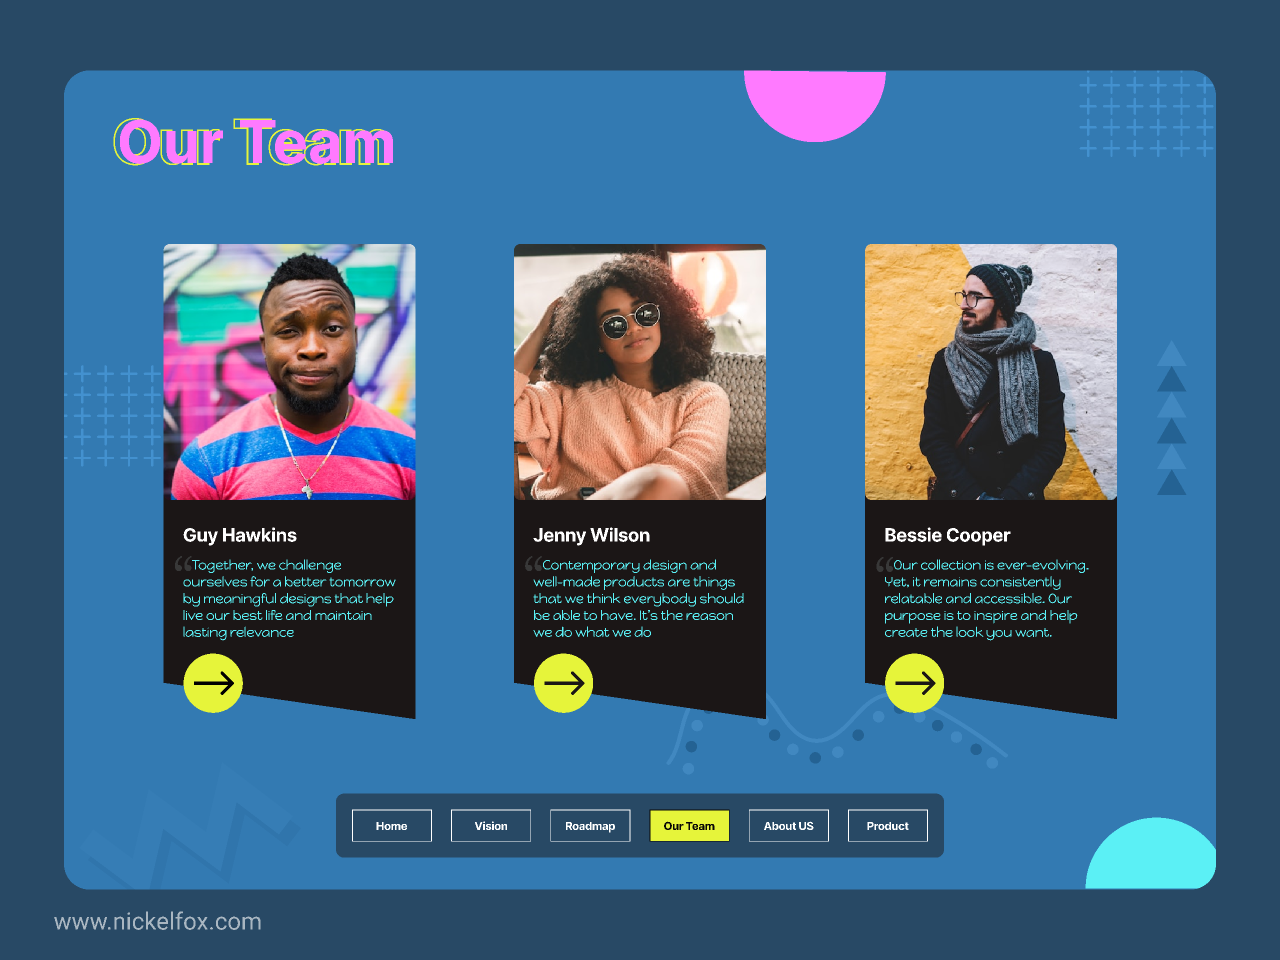 Our Team
Guy Hawkins
“Together, we challenge
ourselves for a better tomorrow
by meaningful designs that help
live our best life and maintain
lasting relevance
Jenny Wilson
“Contemporary design and
well-made products are things
that we think everybody should
be able to have. It's the reason
we do what we do
Bessie Cooper
“Our collection is ever-evolving.
Yet, it remains consistently
relatable and accessible. Our
purpose is to inspire and help
create the look you want.
Home
Vision
Roadmap
Our Team
About US
Product
www.nickelfox.com